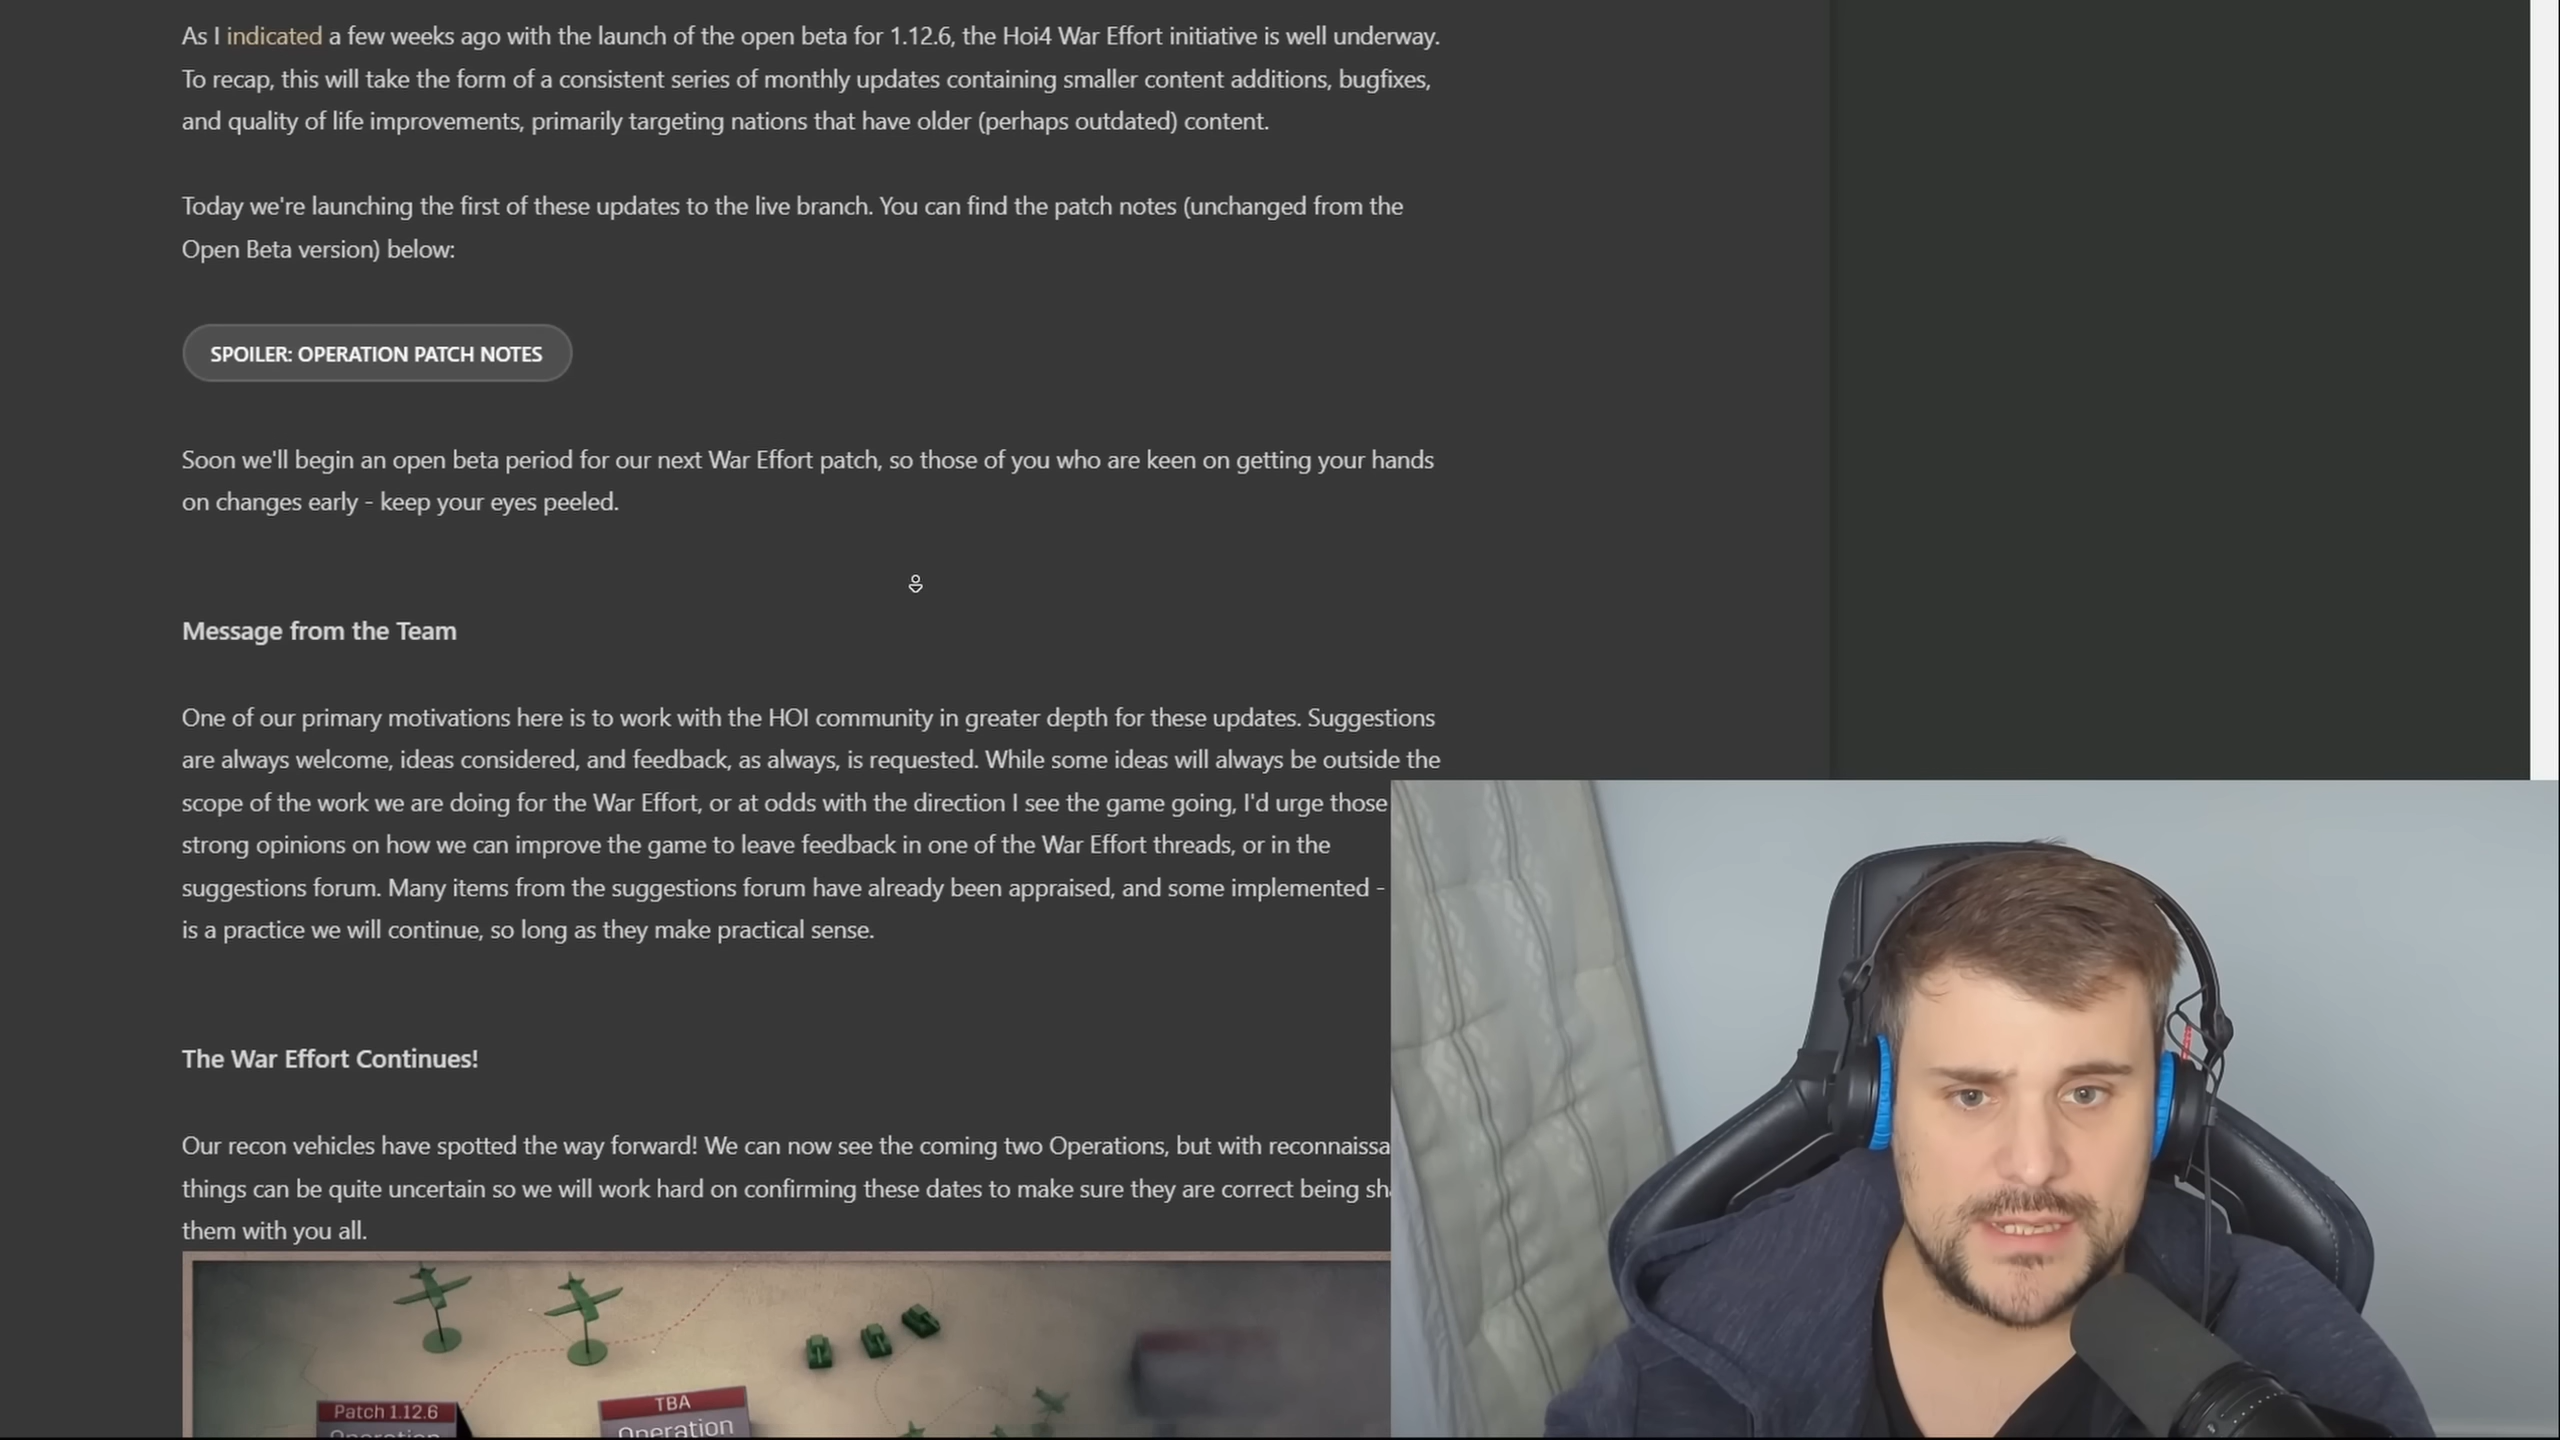 As I indicated a few weeks ago with the launch of the open beta for 1.12.6, the Hoi4 War Effort initiative is well underway.
To recap, this will take the form of a consistent series of monthly updates containing smaller content additions, bugfixes,
and quality of life improvements, primarily targeting nations that have older (perhaps outdated) content.
Today we're launching the first of these updates to the live branch. You can find the patch notes (unchanged from the
Open Beta version) below:
SPOILER: OPERATION PATCH NOTES
Soon we'll begin an open beta period for our next War Effort patch, so those of you who are keen on getting your hands
on changes early - keep your eyes peeled.
Message from the Team
One of our primary motivations here is to work with the HOI community in greater depth for these updates. Suggestions
are always welcome, ideas considered, and feedback, as always, is requested. While some ideas will always be outside the
scope of the work we are doing for the War Effort, or at odds with the direction I see the game going, I'd urge those
strong opinions on how we can improve the game to leave feedback in one of the War Effort threads, or in the
suggestions forum. Many items from the suggestions forum have already been appraised, and some implemented -
is a practice we will continue, so long as they make practical sense.
The War Effort Continues!
Our recon vehicles have spotted the way forward! We can now see the coming two Operations, but with reconnaissa
things can be quite uncertain so we will work hard on confirming these dates to make sure they are correct being sh
them with you all.
Patch 1.12.6
Operation
TBA
Operation